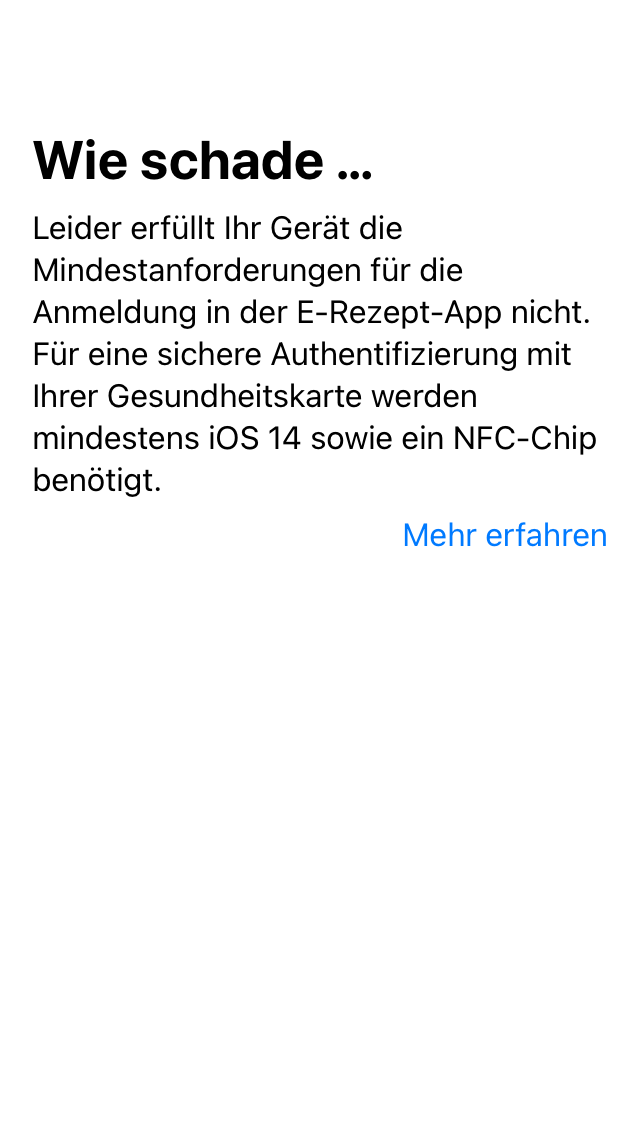 Wie schade …
Leider erfüllt Ihr Gerät die
Mindestanforderungen für die
Anmeldung in der E-Rezept-App nicht.
Für eine sichere Authentifizierung mit
Ihrer Gesundheitskarte werden
mindestens iOS 14 sowie ein NFC-Chip
benötigt.
Mehr erfahren